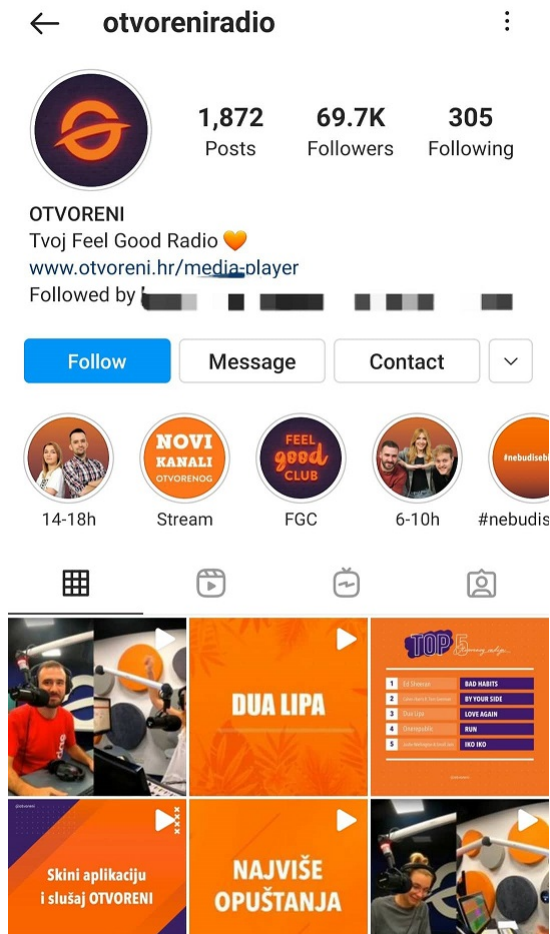 otvoreniradio
1,872 69.7K 305
Posts Followers Following
OTVORENI
Tvoj Feel Good Radio 🧡
www.otvoreni.hr/media-player
Followed by
Follow Message Contact
NOVI
KANALI
OTVORENOG
FEEL
good
CLUB
#nebudisebi
14-18h Stream FGC 6-10h #nebudis
DUA LIPA
TOP 5
1 Ed Sheeran BAD HABITS
2 BY YOUR SIDE
3 Dua Lipa LOVE AGAIN
4 OneRepublic RUN
5 IKO IKO
Skini aplikaciju
i slušaj OTVORENI
NAJVIŠE
OPUŠTANJA